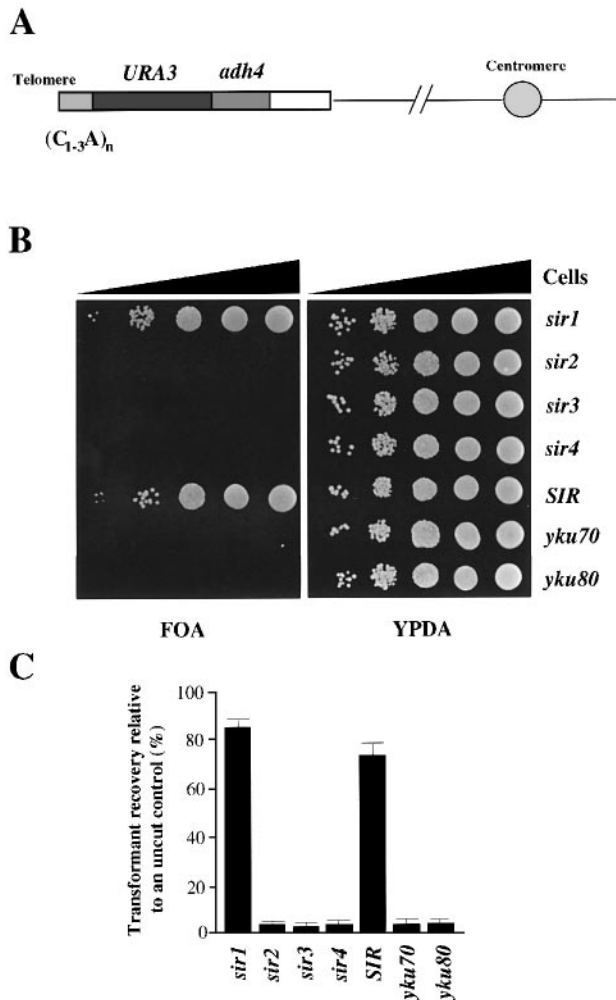 A
Telomere URA3 adh4 Centromere
(C1-3A)n
B
Cells
sir1
sir2
sir3
sir4
SIR
yku70
yku80
FOA YPDA
C
Transformant recovery relative
to an uncut control (%)
100
80
60
40
20
0
sir1 sir2 sir3 sir4 SIR yku70 yku80